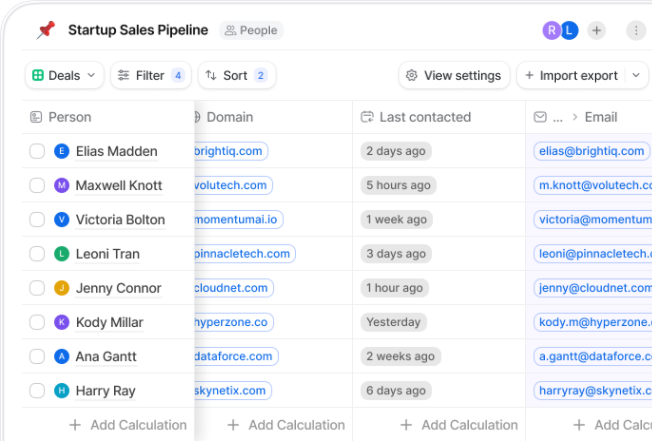 Startup Sales Pipeline People R L
Deals Filter 4 Sort 2 View settings Import export
Person Domain Last contacted ... > Email
E Elias Madden brightiq.com 2 days ago elias@brightiq.com
M Maxwell Knott volutech.com 5 hours ago m.knott@volutech.co
V Victoria Bolton momentumai.io 1 week ago victoria@momentum
L Leoni Tran pinnacletech.com 3 days ago leoni@pinnacletech.
J Jenny Connor cloudnet.com 1 hour ago jenny@cloudnet.com
K Kody Millar hyperzone.co Yesterday kody.m@hyperzone.
A Ana Gantt dataforce.com 2 weeks ago a.gantt@dataforce.c
H Harry Ray skynetix.com 6 days ago harryray@skynetix.c
+ Add Calculation + Add Calculation + Add Calculation + Add Calc